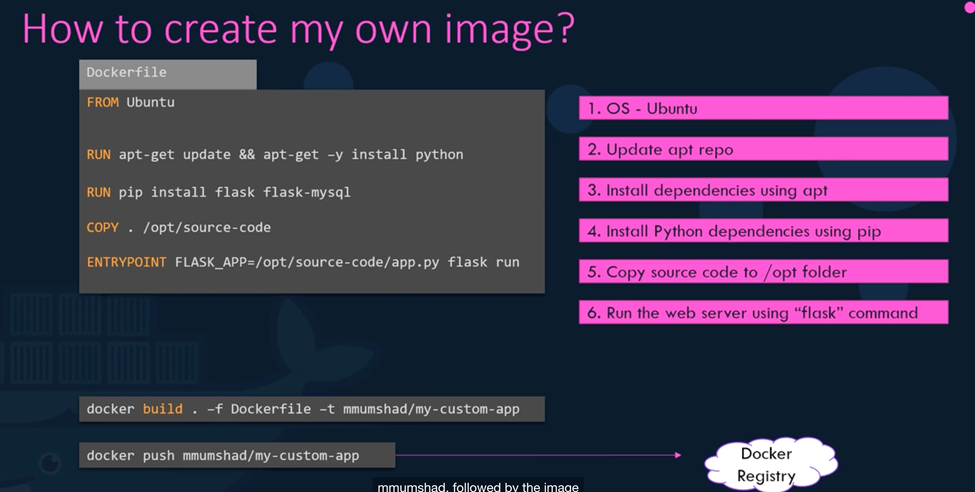 How to create my own image?
Dockerfile
FROM Ubuntu
RUN apt-get update && apt-get –y install python
RUN pip install flask flask-mysql
COPY . /opt/source-code
ENTRYPOINT FLASK_APP=/opt/source-code/app.py flask run
1. OS - Ubuntu
2. Update apt repo
3. Install dependencies using apt
4. Install Python dependencies using pip
5. Copy source code to /opt folder
6. Run the web server using “flask” command
docker build . –f Dockerfile –t mmumshad/my-custom-app
docker push mmumshad/my-custom-app
Docker
Registry
mmumshad, followed by the image